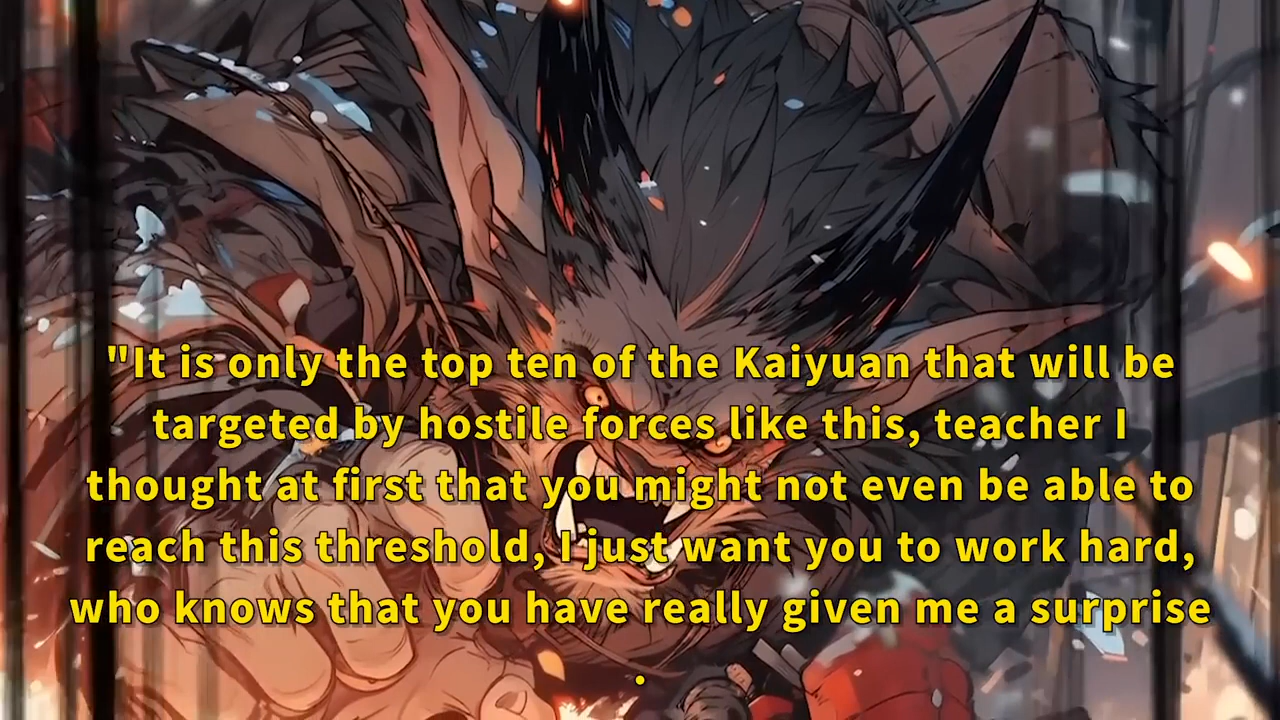 "It is only the top ten of the Kaiyuan that will be
targeted by hostile forces like this, teacher I
thought at first that you might not even be able to
reach this threshold, I just want you to work hard,
who knows that you have really given me a surprise
.